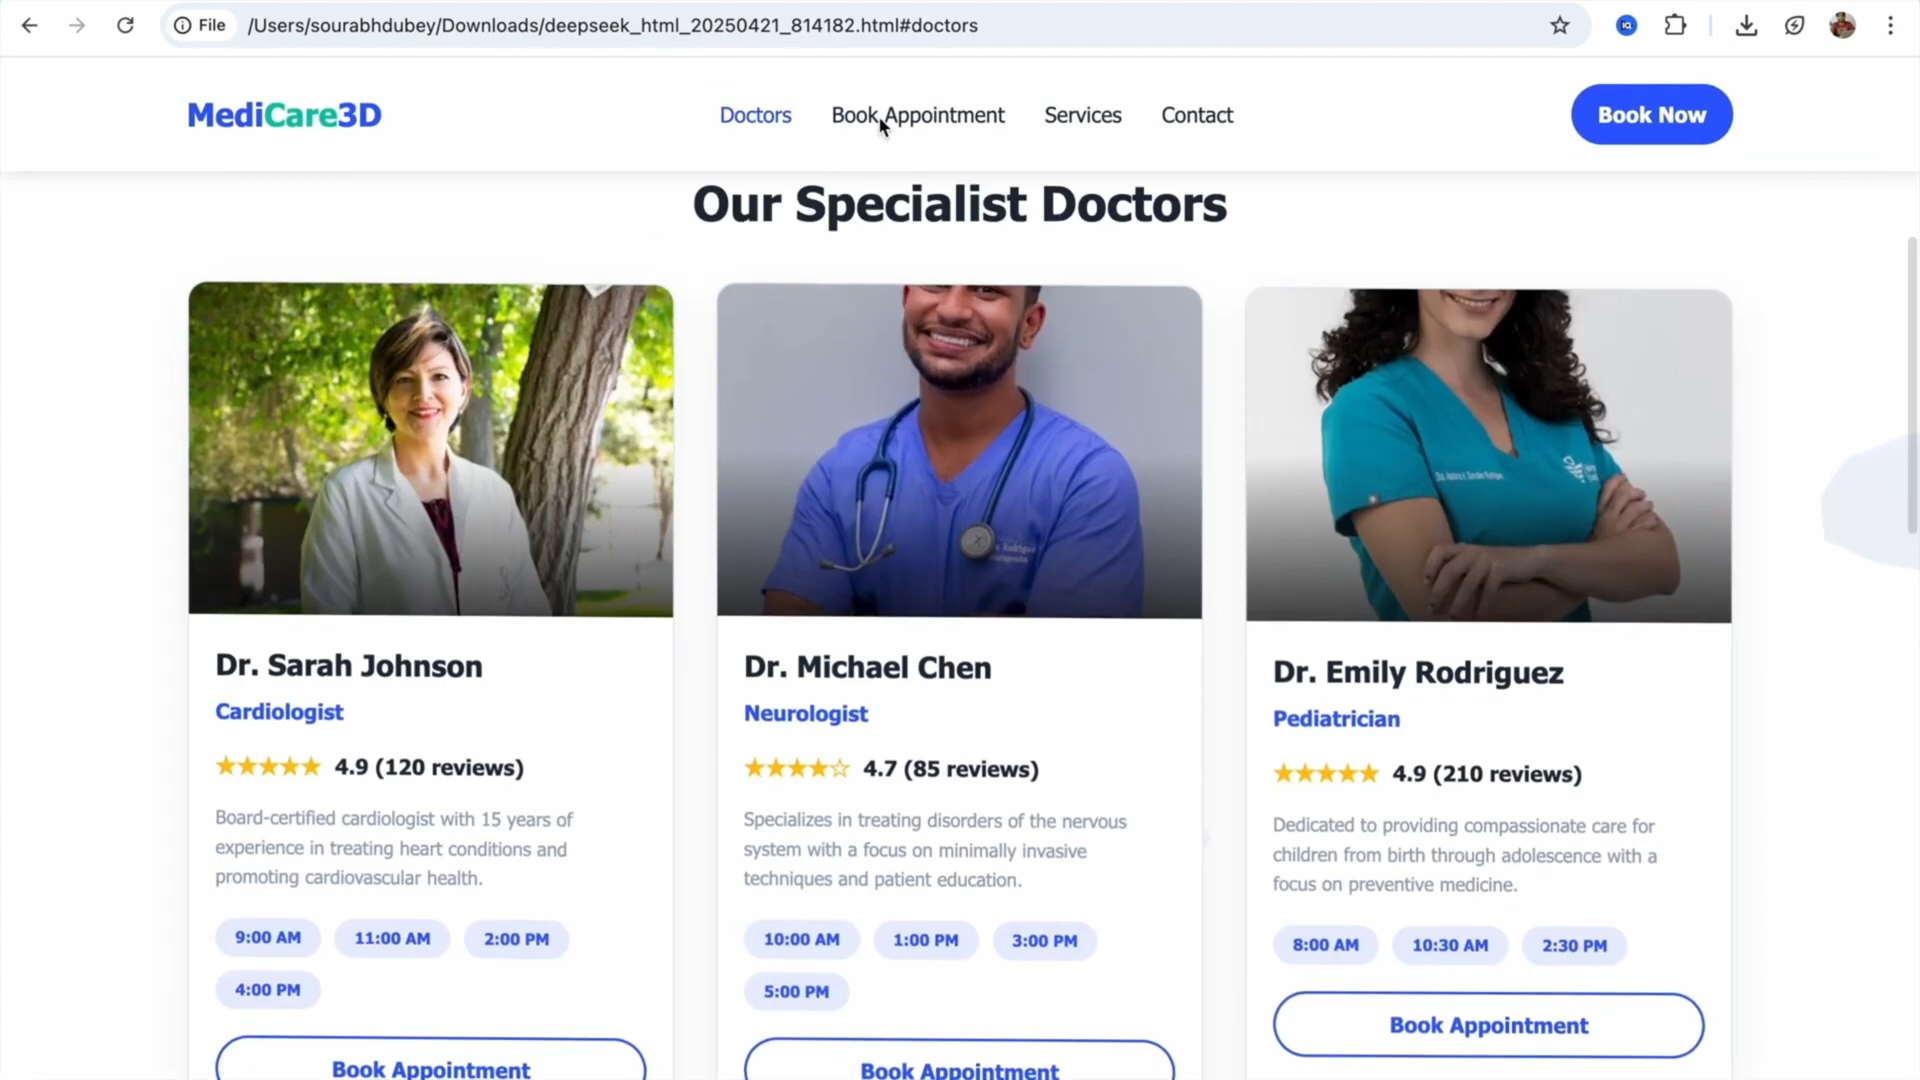 File /Users/sourabhdubey/Downloads/deepseek_html_20250421_814182.html#doctors
MediCare3D
Doctors Book Appointment Services Contact
Book Now
Our Specialist Doctors
Dr. Sarah Johnson
Cardiologist
★★★★★ 4.9 (120 reviews)
Board-certified cardiologist with 15 years of
experience in treating heart conditions and
promoting cardiovascular health.
9:00 AM 11:00 AM 2:00 PM
4:00 PM
Book Appointment
Dr. Michael Chen
Neurologist
★★★★☆ 4.7 (85 reviews)
Specializes in treating disorders of the nervous
system with a focus on minimally invasive
techniques and patient education.
10:00 AM 1:00 PM 3:00 PM
5:00 PM
Book Appointment
Dr. Emily Rodriguez
Pediatrician
★★★★★ 4.9 (210 reviews)
Dedicated to providing compassionate care for
children from birth through adolescence with a
focus on preventive medicine.
8:00 AM 10:30 AM 2:30 PM
Book Appointment